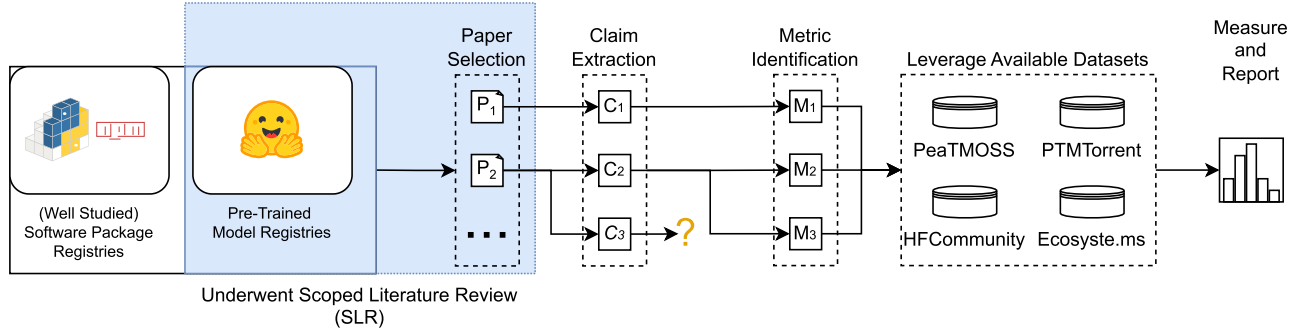 (Well Studied)
Software Package
Registries
Pre-Trained
Model Registries
Underwent Scoped Literature Review
(SLR)
Paper
Selection
P1
P2
...
Claim
Extraction
C1
C2
C3
?
Metric
Identification
M1
M2
M3
Leverage Available Datasets
PeaTMOSS
PTMTorrent
HFCommunity
Ecosyste.ms
Measure
and
Report